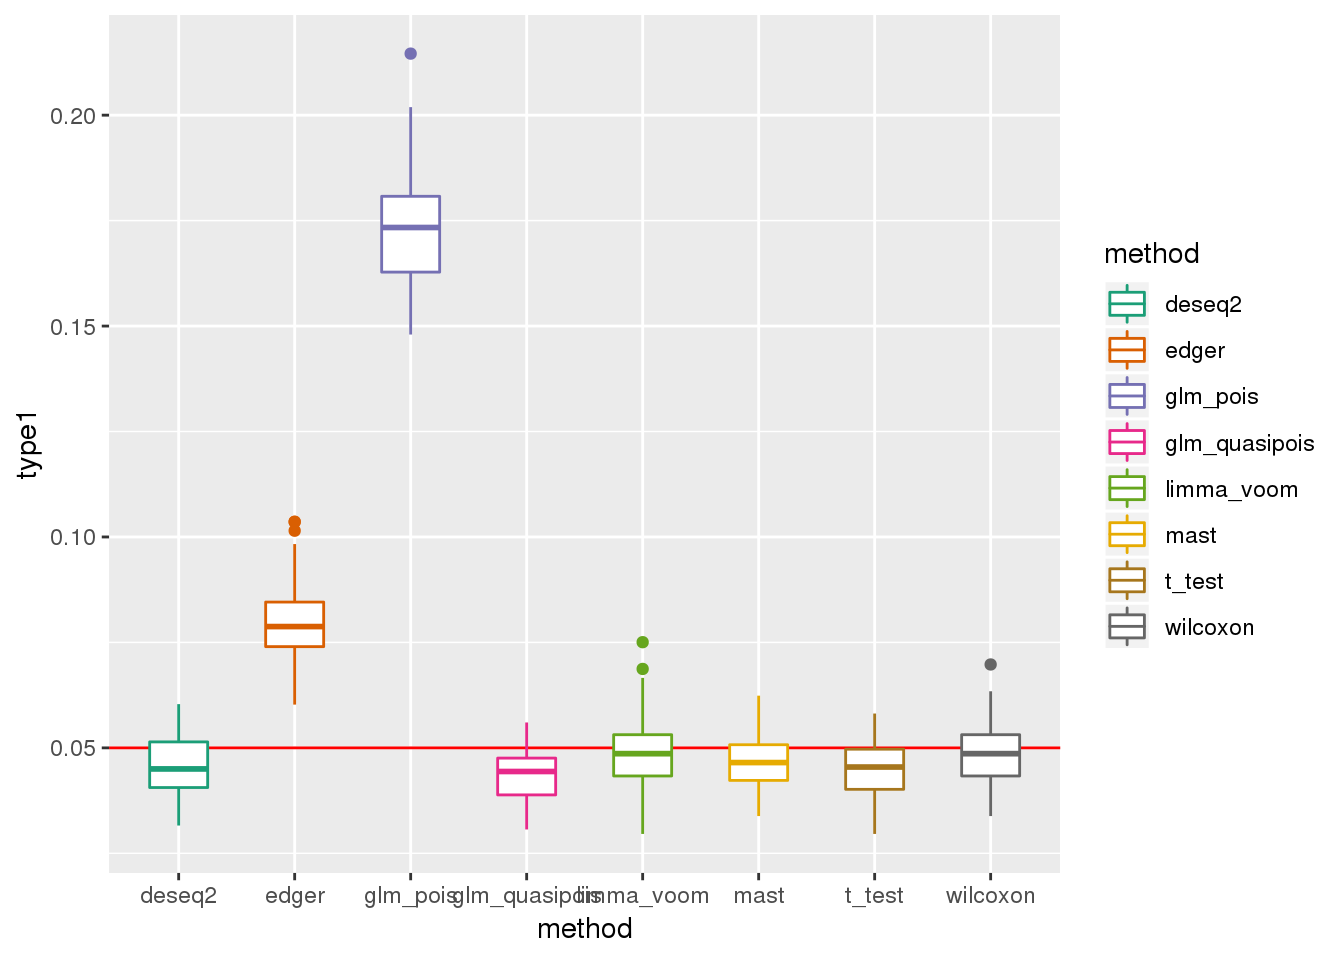 0.20
0.15
0.10
0.05
type1
deseq2
edger
glm_pois
glm_quasipois
limma_voom
mast
t_test
wilcoxon
method
method
deseq2
edger
glm_pois
glm_quasipois
limma_voom
mast
t_test
wilcoxon